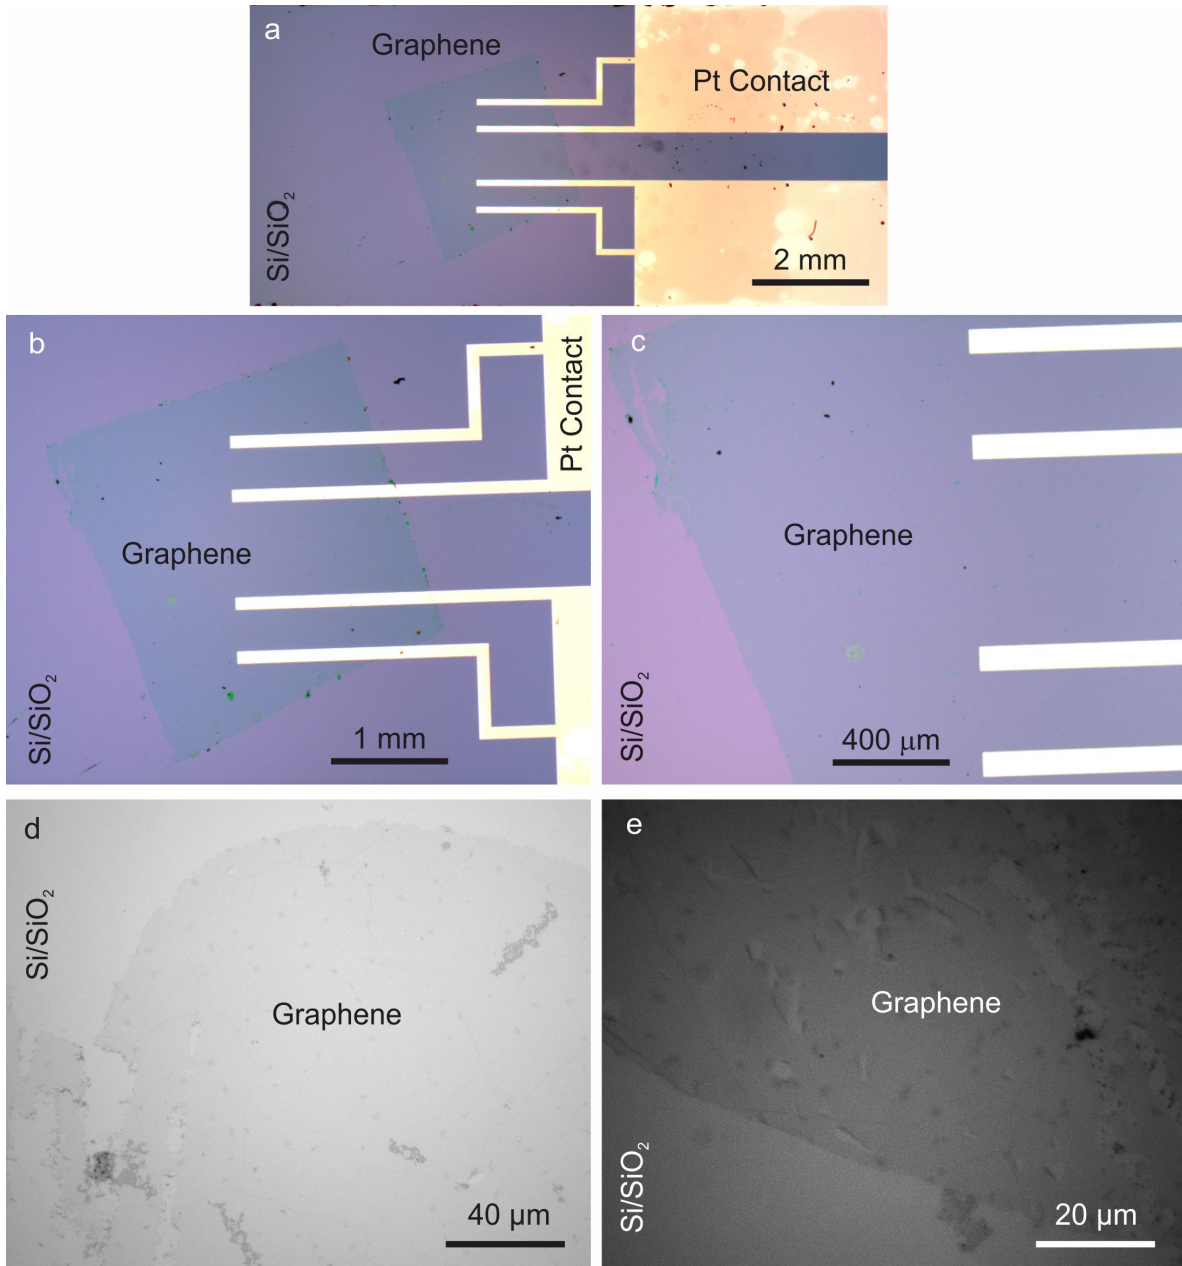 a
Graphene
Pt Contact
Si/SiO₂
2 mm
b
Pt Contact
Graphene
Si/SiO₂
1 mm
c
Graphene
Si/SiO₂
400 μm
d
Si/SiO₂
Graphene
40 μm
e
Graphene
Si/SiO₂
20 μm